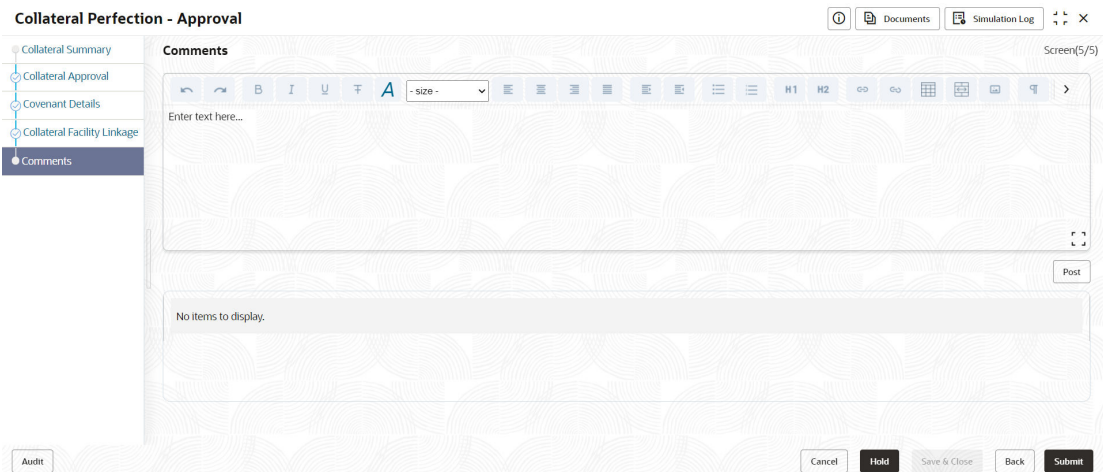 Collateral Perfection - Approval
Documents
Simulation Log
Collateral Summary
Collateral Approval
Covenant Details
Collateral Facility Linkage
Comments
Comments
Screen(5/5)
B I U T A - size - H1 H2
Enter text here...
Post
No items to display.
Audit
Cancel
Hold
Save & Close
Back
Submit